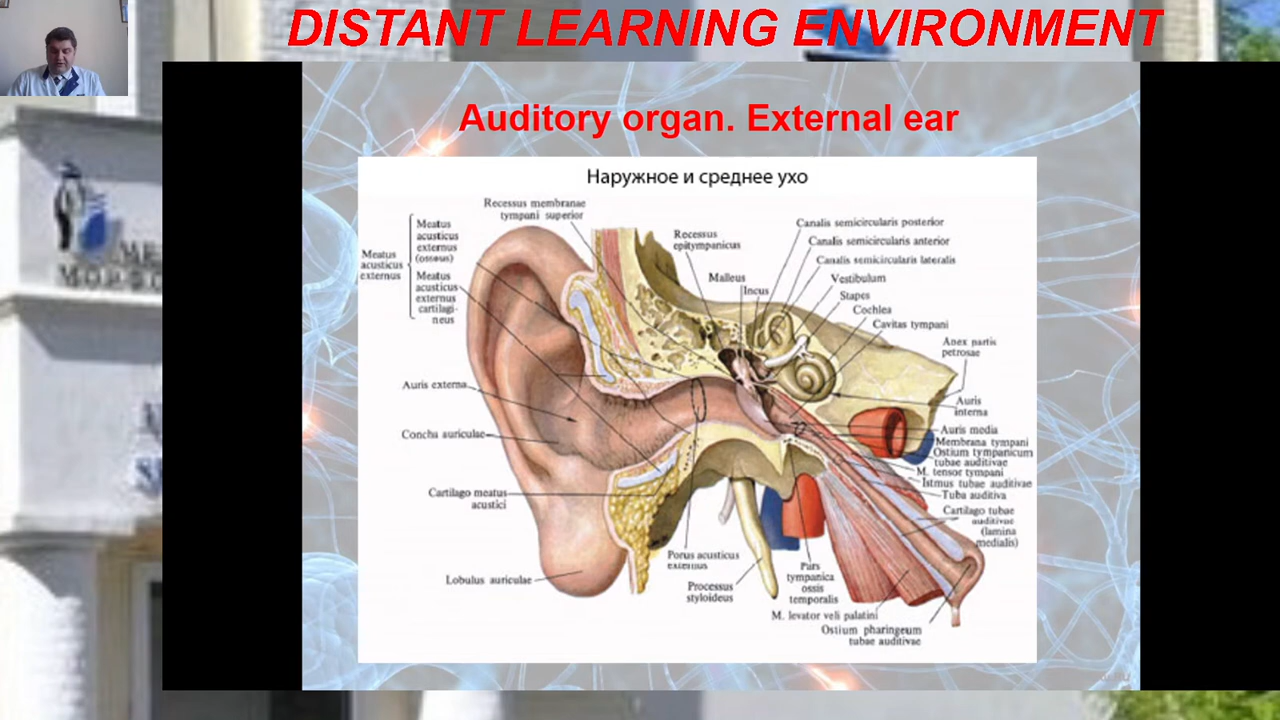 DISTANT LEARNING ENVIRONMENT
Auditory organ. External ear
Наружное и среднее ухо
Recessus membranae
tympani superior
Meatus
acusticus
externus
(osseus)
Meatus
acusticus
externus
Meatus
acusticus
externus
cartilagi-
neus
Auris externa
Concha auriculae
Cartilago meatus
acustici
Lobulus auriculae
Recessus
epitympanicus
Malleus
Incus
Canalis semicircularis posterior
Canalis semicircularis anterior
Canalis semicircularis lateralis
Vestibulum
Stapes
Cochlea
Cavitas tympani
Apex partis
petrosae
Auris
interna
Auris media
Membrana tympani
Ostium tympanicum
tubae auditivae
M. tensor tympani
Istmus tubae auditivae
Tuba auditiva
Cartilago tubae
auditivae
(lamina
medialis)
Porus acusticus
externus
Processus
styloideus
Pars
tympanica
ossis
temporalis
M. levator veli palatini
Ostium pharingeum
tubae auditivae